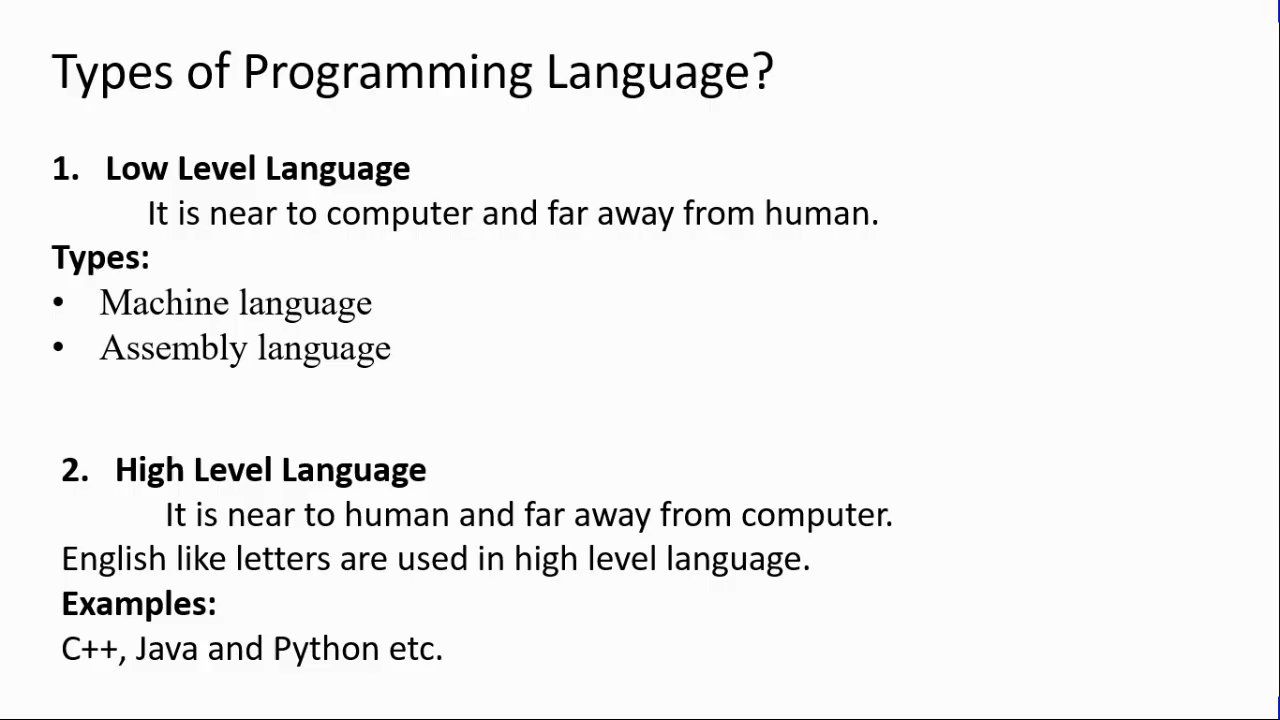 Types of Programming Language?
1. Low Level Language
It is near to computer and far away from human.
Types:
• Machine language
• Assembly language
2. High Level Language
It is near to human and far away from computer.
English like letters are used in high level language.
Examples:
C++, Java and Python etc.